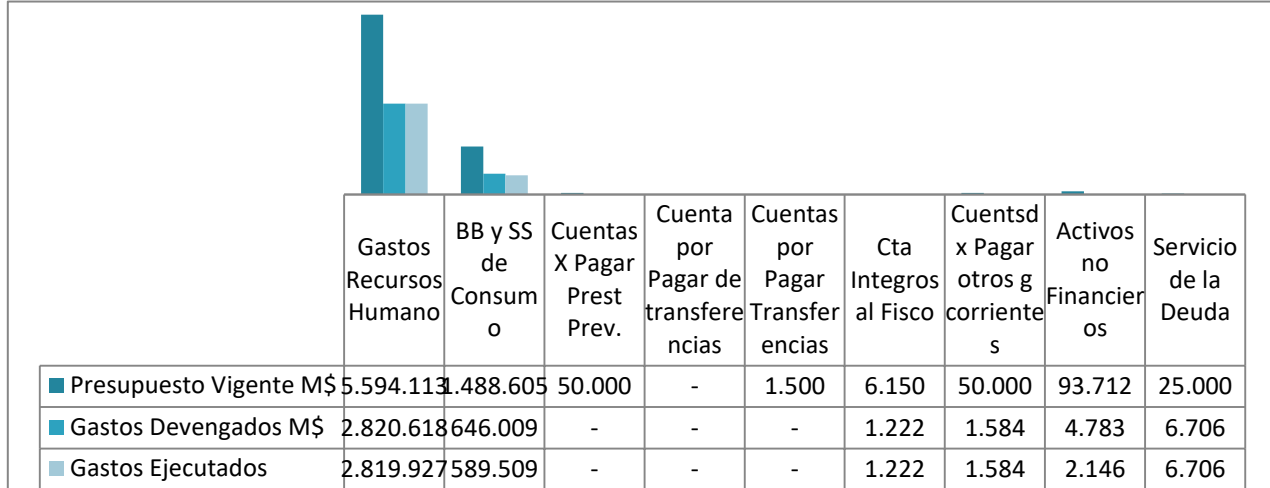 Gastos Recursos Humano BB y SS de Consum o Cuentas X Pagar Prest Prev. Cuenta por Pagar de transfere ncias Cuentas por Pagar Transfer encias Cta Integros al Fisco Cuentsd x Pagar otros g corriente s Activos no Financier os Servicio de la Deuda
Presupuesto Vigente M$ 5.594.113 1.488.605 50.000 - 1.500 6.150 50.000 93.712 25.000
Gastos Devengados M$ 2.820.618 646.009 - - - 1.222 1.584 4.783 6.706
Gastos Ejecutados 2.819.927 589.509 - - - 1.222 1.584 2.146 6.706